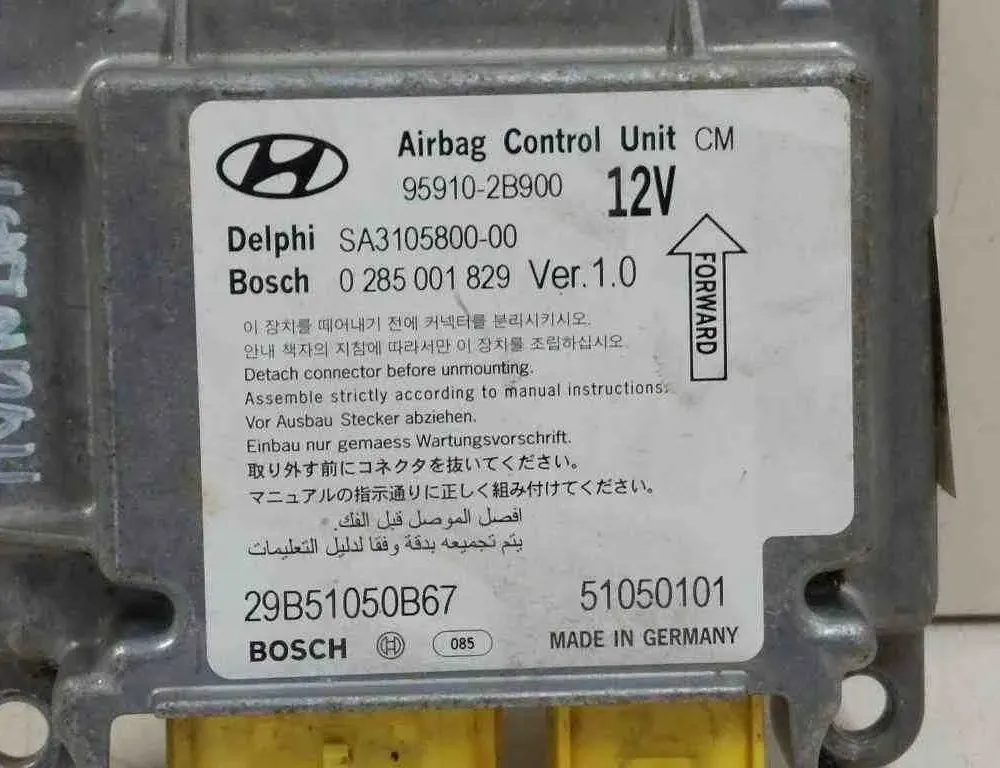 Airbag Control Unit CM
95910-2B900 12V
Delphi SA3105800-00
Bosch 0 285 001 829 Ver.1.0
FORWARD
이 장치를 떼어내기 전에 커넥터를 분리시키시오.
안내 책자의 지침에 따라서만 이 장치를 조립하십시오.
Detach connector before unmounting.
Assemble strictly according to manual instructions.
Vor Ausbau Stecker abziehen.
Einbau nur gemaess Wartungsvorschrift.
取り外す前にコネクタを抜いてください。
マニュアルの指示通りに正しく組み付けてください。
افصل الموصل قبل الفك.
يتم تجميعه بدقة وفقا لدليل التعليمات
29B51050B67 51050101
BOSCH 085 MADE IN GERMANY